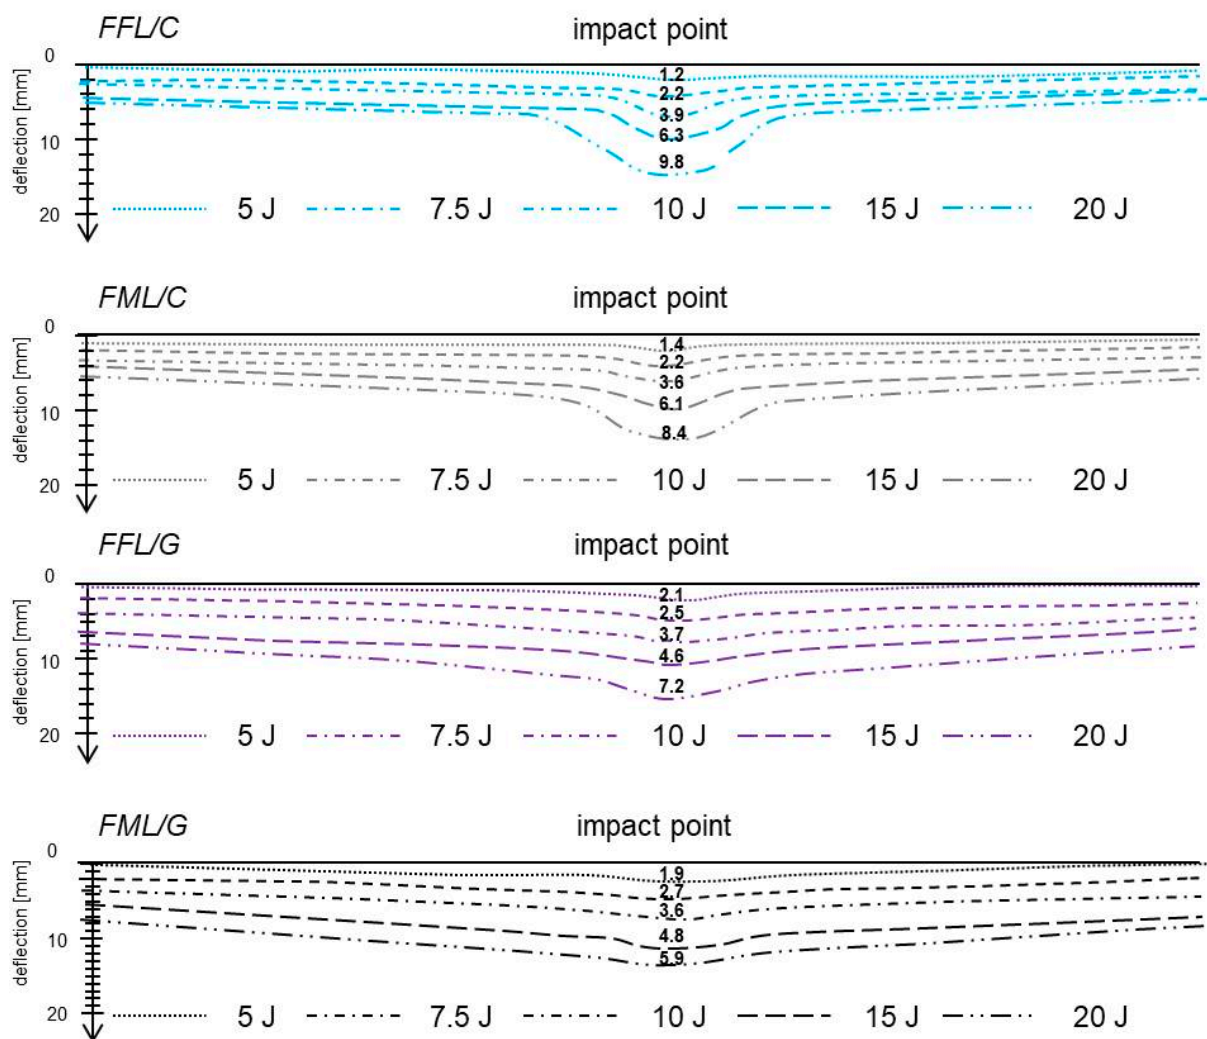 FFL/C impact point
0
deflection [mm]
1.2
2.2
3.9
6.3
10
9.8
20 5 J 7.5 J 10 J 15 J 20 J
FML/C impact point
0
deflection [mm]
1.4
2.2
3.6
6.1
10
8.4
20 5 J 7.5 J 10 J 15 J 20 J
FFL/G impact point
0
deflection [mm]
2.1
2.5
3.7
4.6
10
7.2
20 5 J 7.5 J 10 J 15 J 20 J
FML/G impact point
0
deflection [mm]
1.9
2.7
3.6
4.8
10
5.9
20 5 J 7.5 J 10 J 15 J 20 J